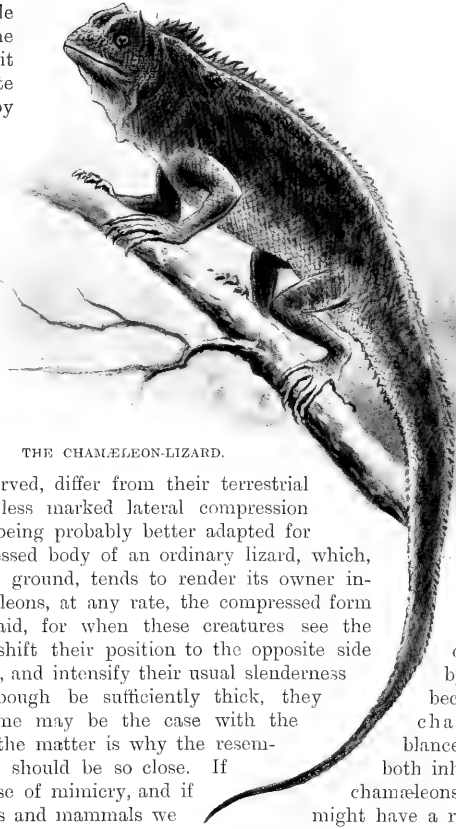 it
te
THE CHAMÆLEON-LIZARD.
rved, differ from their terrestrial
less marked lateral compression
being probably better adapted for
essed body of an ordinary lizard, which,
ground, tends to render its owner in-
leons, at any rate, the compressed form
aid, for when these creatures see the
shift their position to the opposite side
, and intensify their usual slenderness
bough be sufficiently thick, they
me may be the case with the
the matter is why the resem- blance
should be so close. If both inh
se of mimicry, and if chamæleons
s and mammals we might have a r
bec
cha